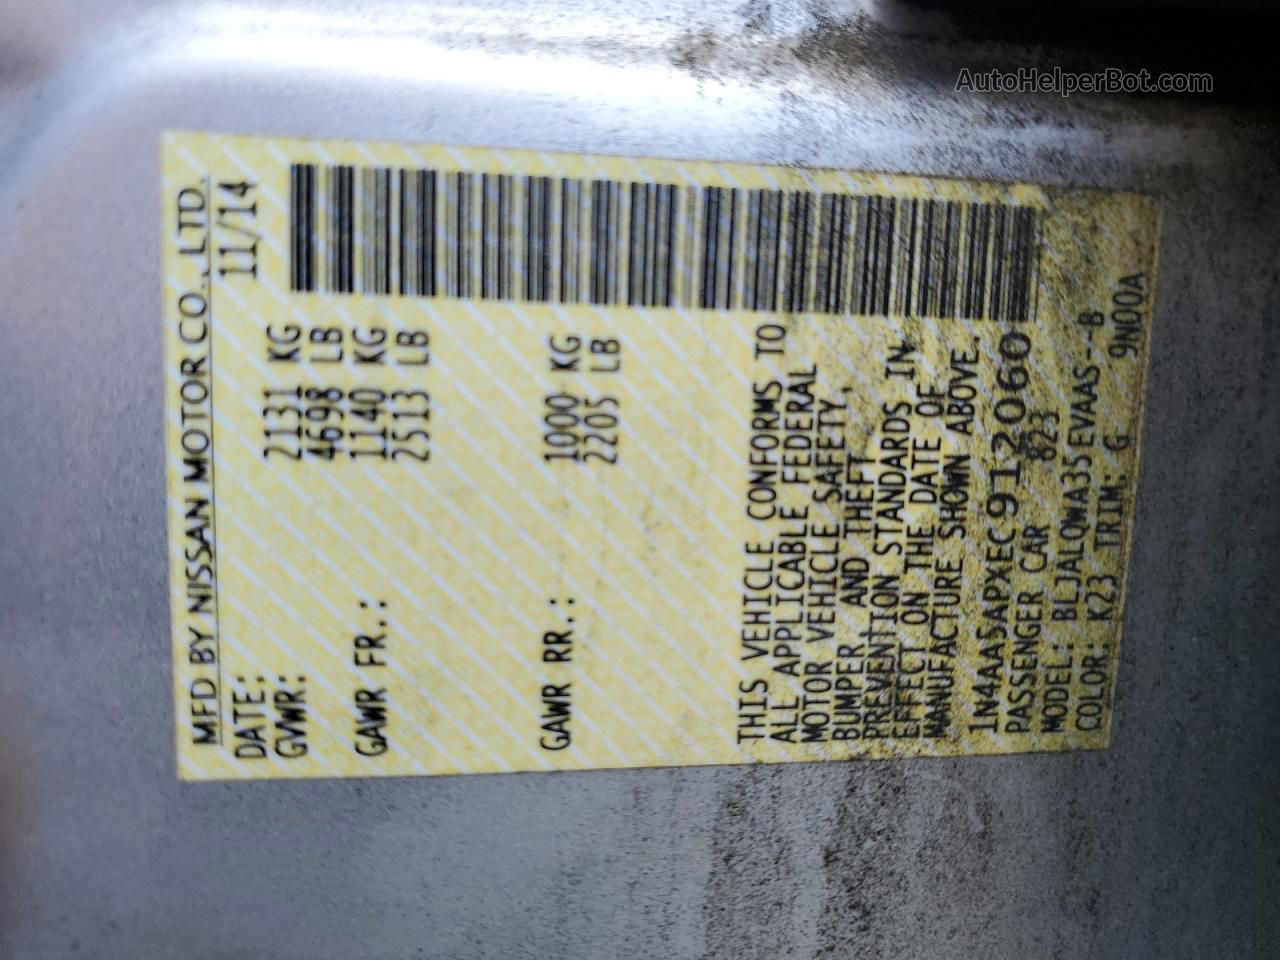 AutoHelperBot.com
MFD BY NISSAN MOTOR CO., LTD.
DATE: 11/14
GVWR: 2131 KG
4698 LB
GAWR FR.: 1140 KG
2513 LB
GAWR RR.: 1000 KG
2205 LB
THIS VEHICLE CONFORMS TO
ALL APPLICABLE FEDERAL
MOTOR VEHICLE SAFETY,
BUMPER, AND THEFT
PREVENTION STANDARDS IN
EFFECT ON THE DATE OF
MANUFACTURE SHOWN ABOVE.
1N4AA5APXEC912060
PASSENGER CAR 823
MODEL: BLJALQWA35EVAAS--B
COLOR: K23 TRIM: G 9N00A